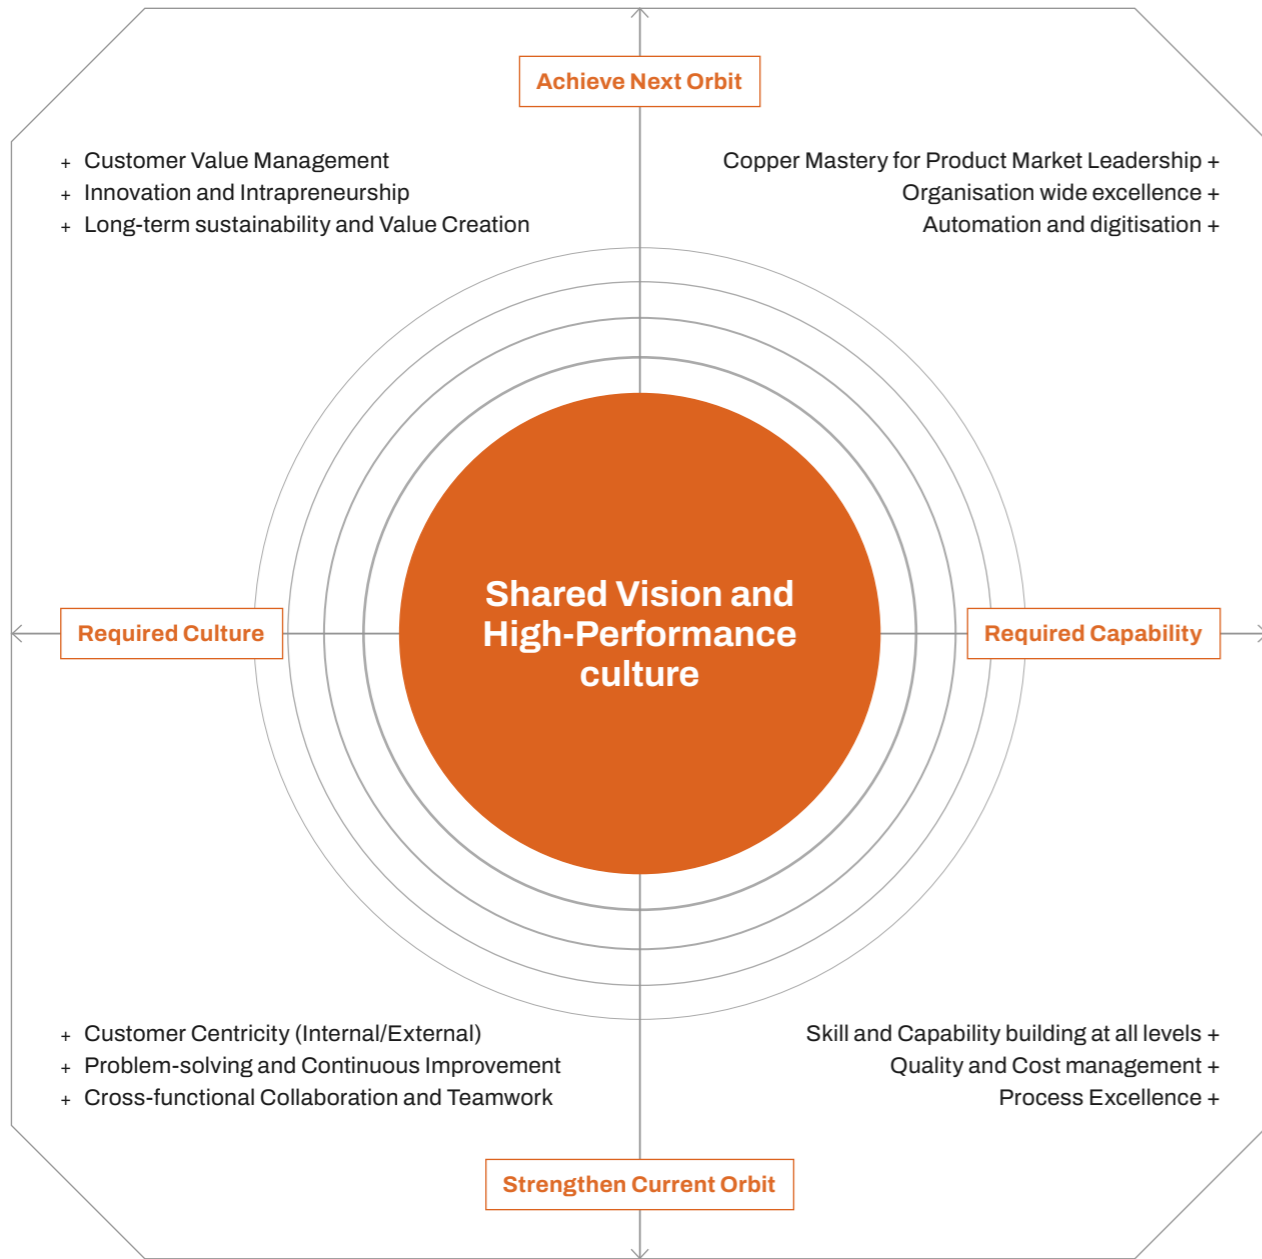 Achieve Next Orbit
+ Customer Value Management
+ Innovation and Intrapreneurship
+ Long-term sustainability and Value Creation
Copper Mastery for Product Market Leadership +
Organisation wide excellence +
Automation and digitisation +
Required Culture
Shared Vision and
High-Performance
culture
Required Capability
+ Customer Centricity (Internal/External)
+ Problem-solving and Continuous Improvement
+ Cross-functional Collaboration and Teamwork
Skill and Capability building at all levels +
Quality and Cost management +
Process Excellence +
Strengthen Current Orbit